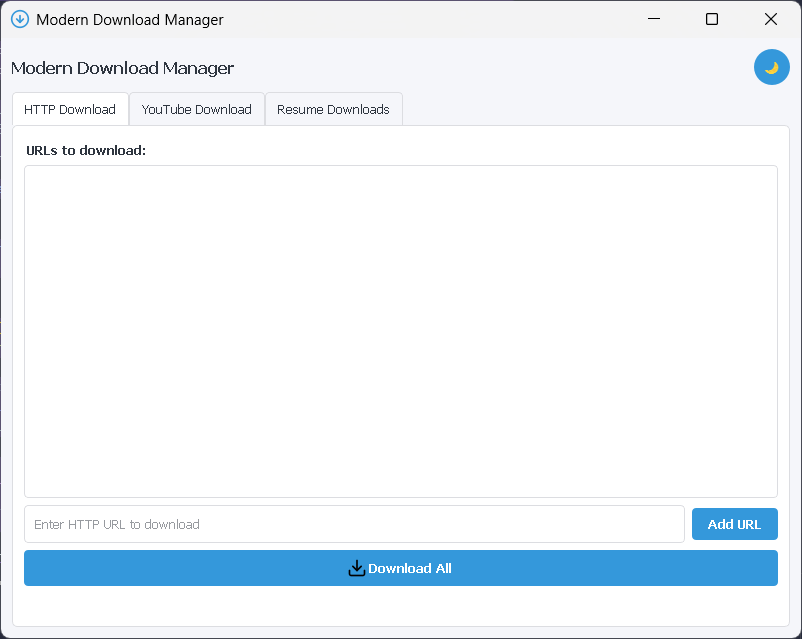 Modern Download Manager
Modern Download Manager
HTTP Download
YouTube Download
Resume Downloads
URLs to download:
Enter HTTP URL to download
Add URL
Download All